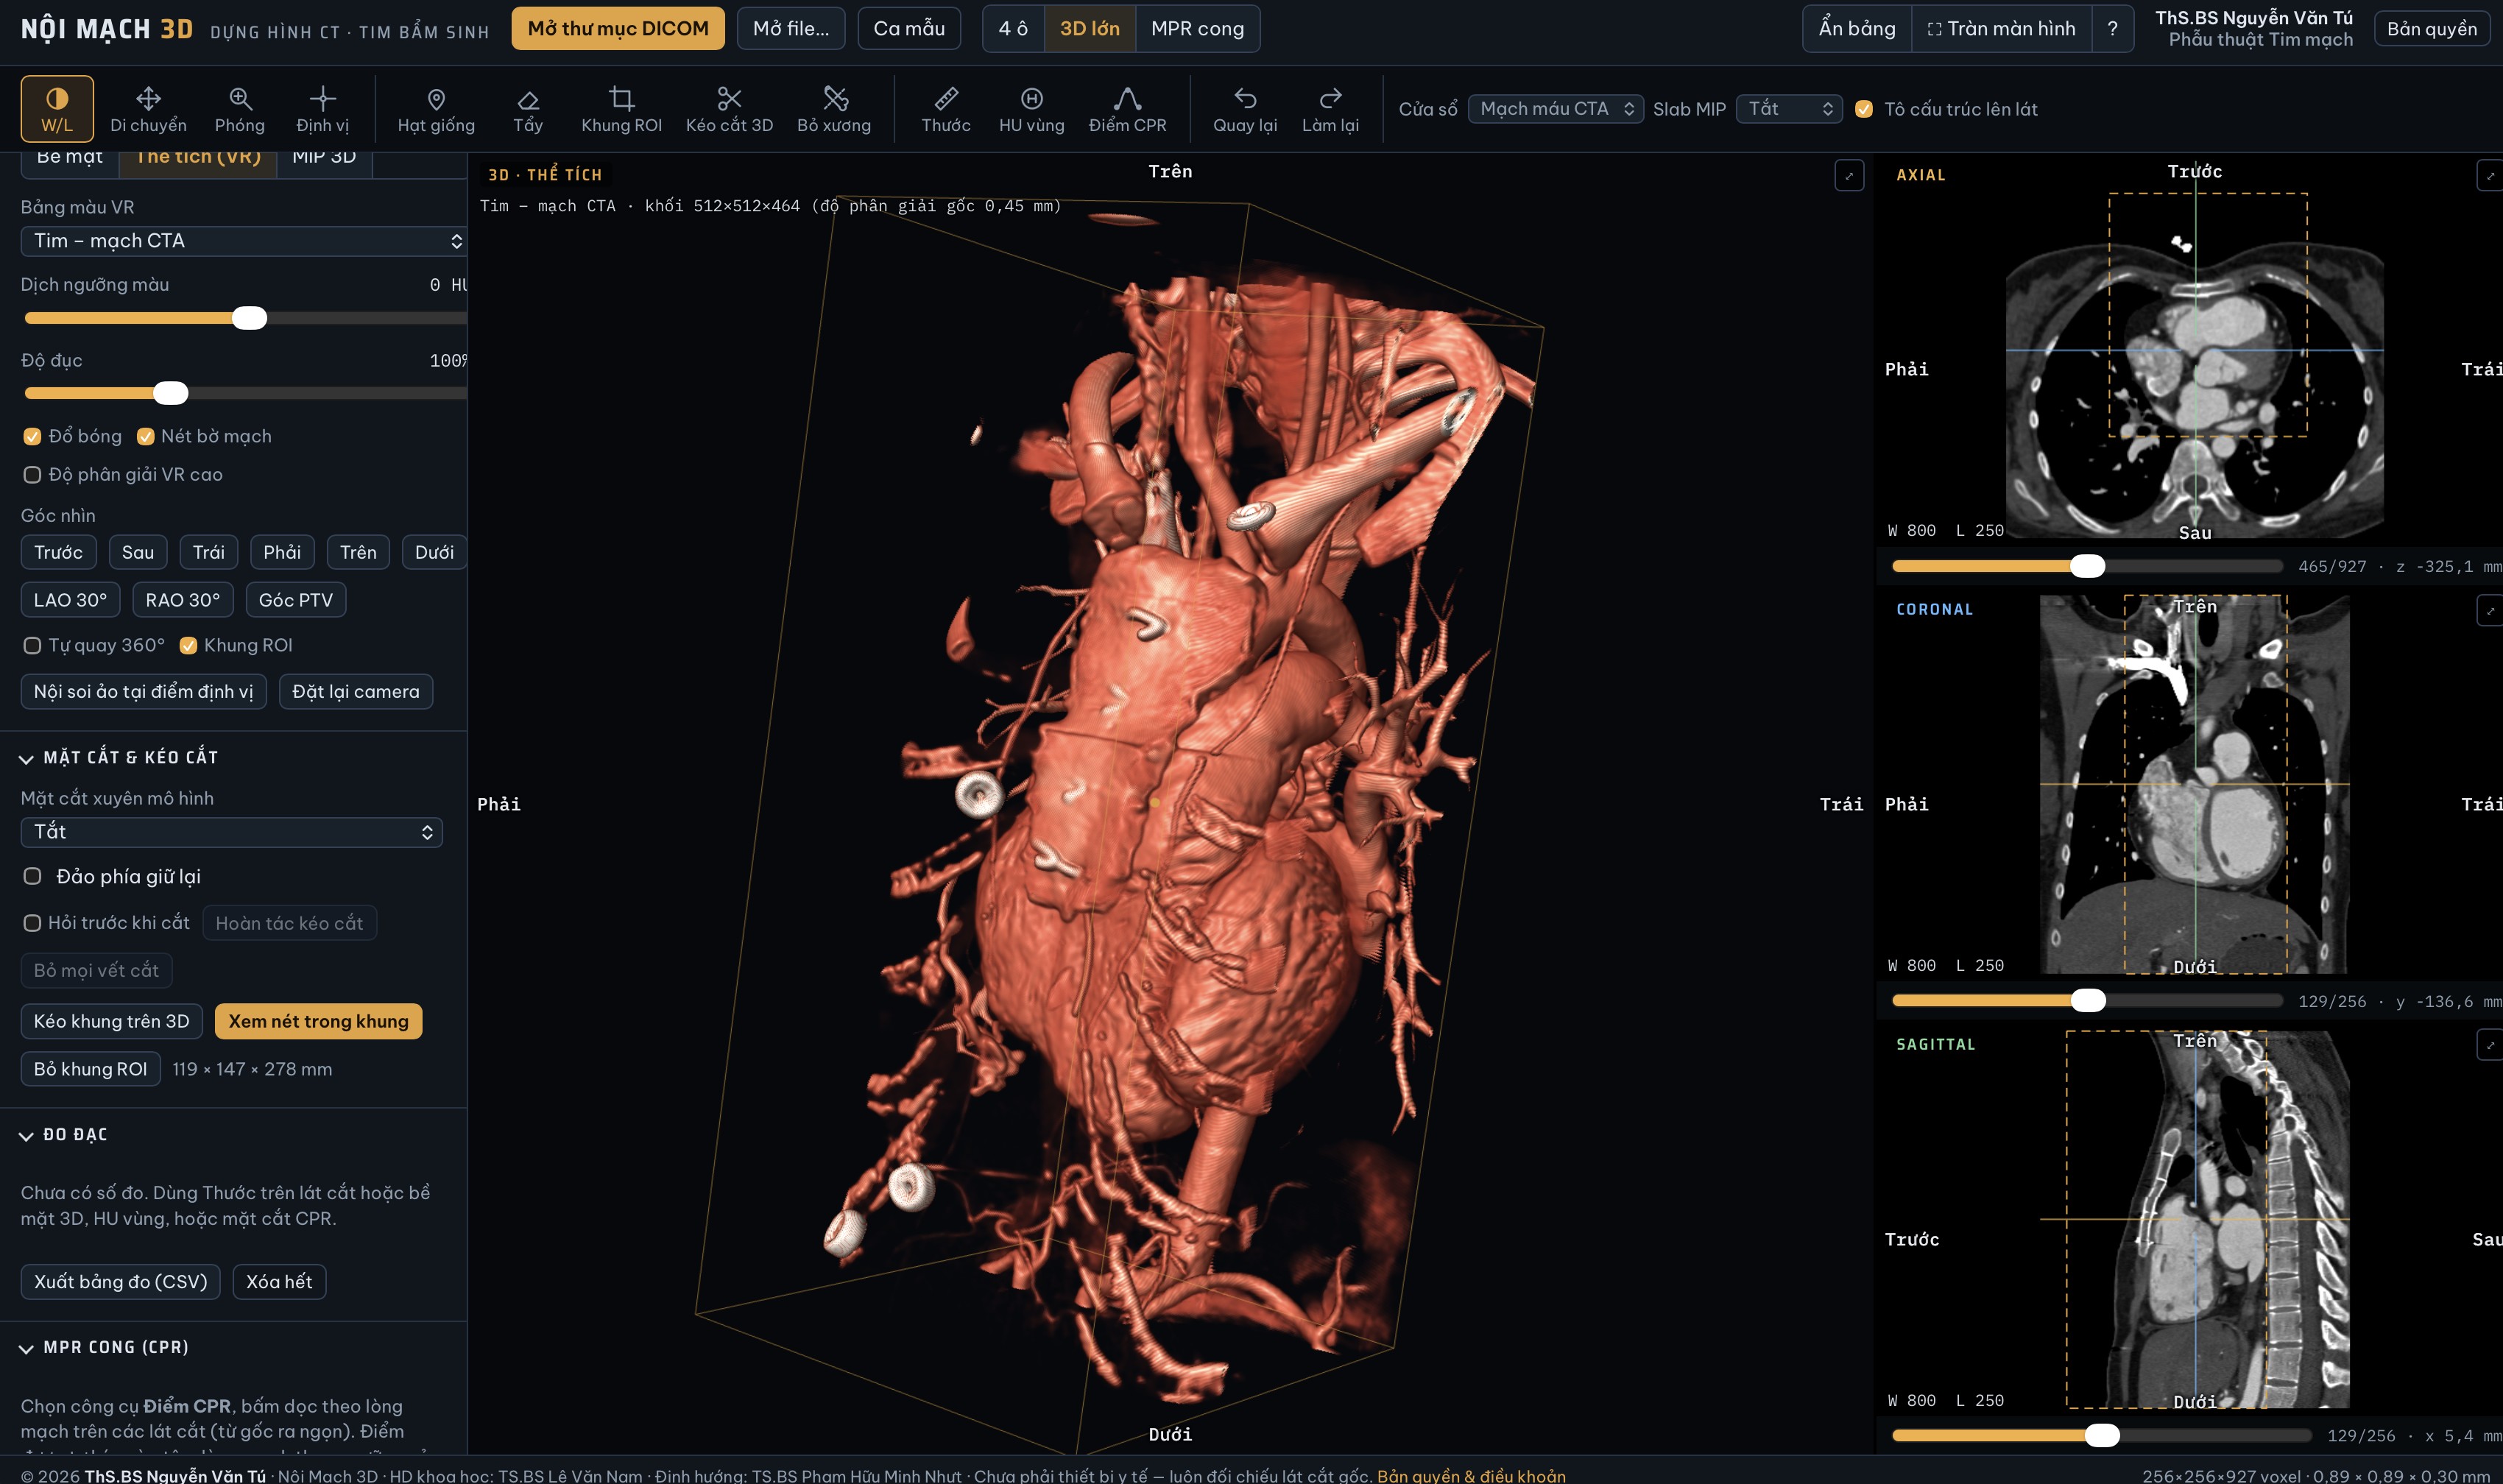 NỘI MẠCH 3D DỰNG HÌNH CT · TIM BẨM SINH Mở thư mục DICOM Mở file... Ca mẫu 4 ô 3D lớn MPR cong Ẩn bảng Tràn màn hình ? ThS.BS Nguyễn Văn Tú Bản quyền
Phẫu thuật Tim mạch
W/L Di chuyển Phóng Định vị Hạt giống Tẩy Khung ROI Kéo cắt 3D Bỏ xương Thước HU vùng Điểm CPR Quay lại Làm lại Cửa sổ Mạch máu CTA Slab MIP Tắt Tô cấu trúc lên lát
Bề mặt Thể tích (VR) MIP 3D
Bảng màu VR
Tim – mạch CTA
Dịch ngưỡng màu 0 HU
Độ đục 100%
Đổ bóng Nét bờ mạch
Độ phân giải VR cao
Góc nhìn
Trước Sau Trái Phải Trên Dưới
LAO 30° RAO 30° Góc PTV
Tự quay 360° Khung ROI
Nội soi ảo tại điểm định vị Đặt lại camera
MẶT CẮT & KÉO CẮT
Mặt cắt xuyên mô hình
Tắt
Đảo phía giữ lại
Hỏi trước khi cắt Hoàn tác kéo cắt
Bỏ mọi vết cắt
Kéo khung trên 3D Xem nét trong khung
Bỏ khung ROI 119 × 147 × 278 mm
ĐO ĐẠC
Chưa có số đo. Dùng Thước trên lát cắt hoặc bề
mặt 3D, HU vùng, hoặc mặt cắt CPR.
Xuất bảng đo (CSV) Xóa hết
MPR CONG (CPR)
Chọn công cụ Điểm CPR, bấm dọc theo lòng
mạch trên các lát cắt (từ gốc ra ngọn). Điểm
3D · THỂ TÍCH
Trên
Tim – mạch CTA · khối 512×512×464 (độ phân giải gốc 0,45 mm)
Phải Trái
Dưới
AXIAL
Trước
Phải Trái
W 800 L 250 Sau
465/927 · z -325,1 mm
CORONAL
Trên
Phải Trái
W 800 L 250 Dưới
129/256 · y -136,6 mm
SAGITTAL
Trên
Trước Sau
W 800 L 250 Dưới
129/256 · x 5,4 mm
© 2026 ThS.BS Nguyễn Văn Tú · Nội Mạch 3D · HD khoa học: TS.BS Lê Văn Nam · Định hướng: TS.BS Phạm Hữu Minh Nhựt · Chưa phải thiết bị y tế — luôn đối chiếu lát cắt gốc. Bản quyền & điều khoản 256×256×927 voxel · 0,89 × 0,89 × 0,30 mm